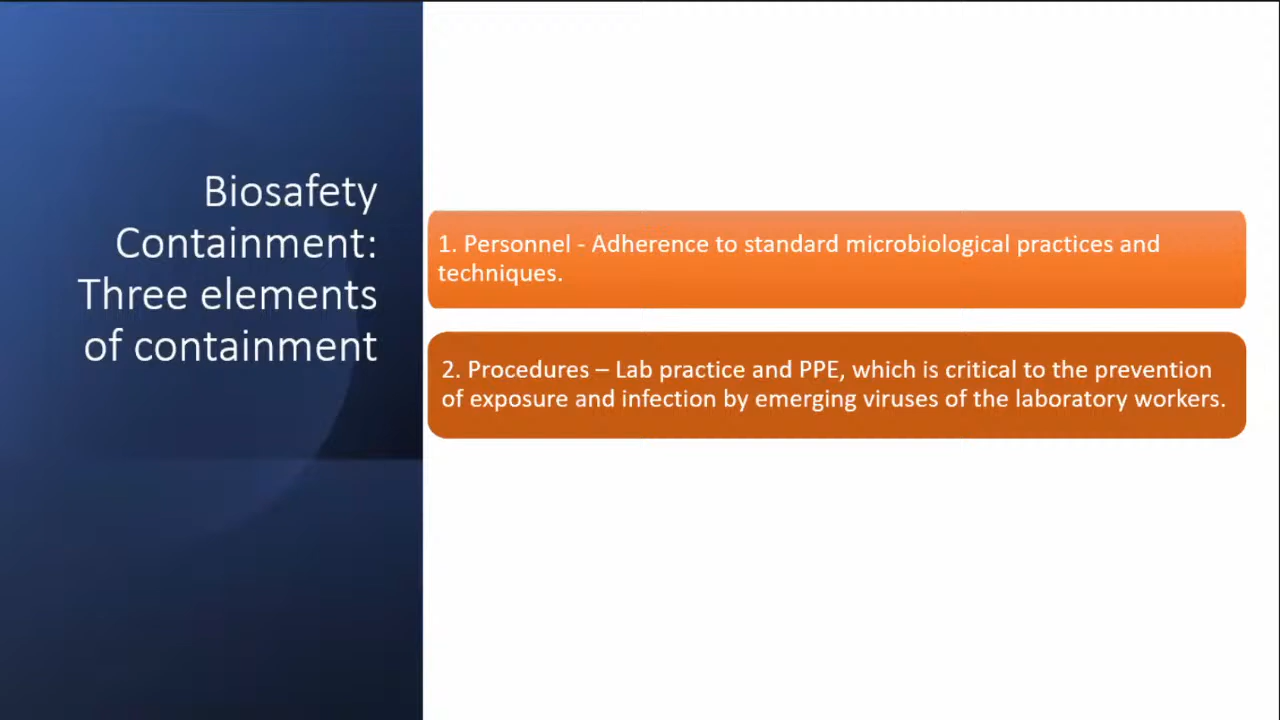 Biosafety
Containment:
Three elements
of containment
1. Personnel - Adherence to standard microbiological practices and
techniques.
2. Procedures – Lab practice and PPE, which is critical to the prevention
of exposure and infection by emerging viruses of the laboratory workers.